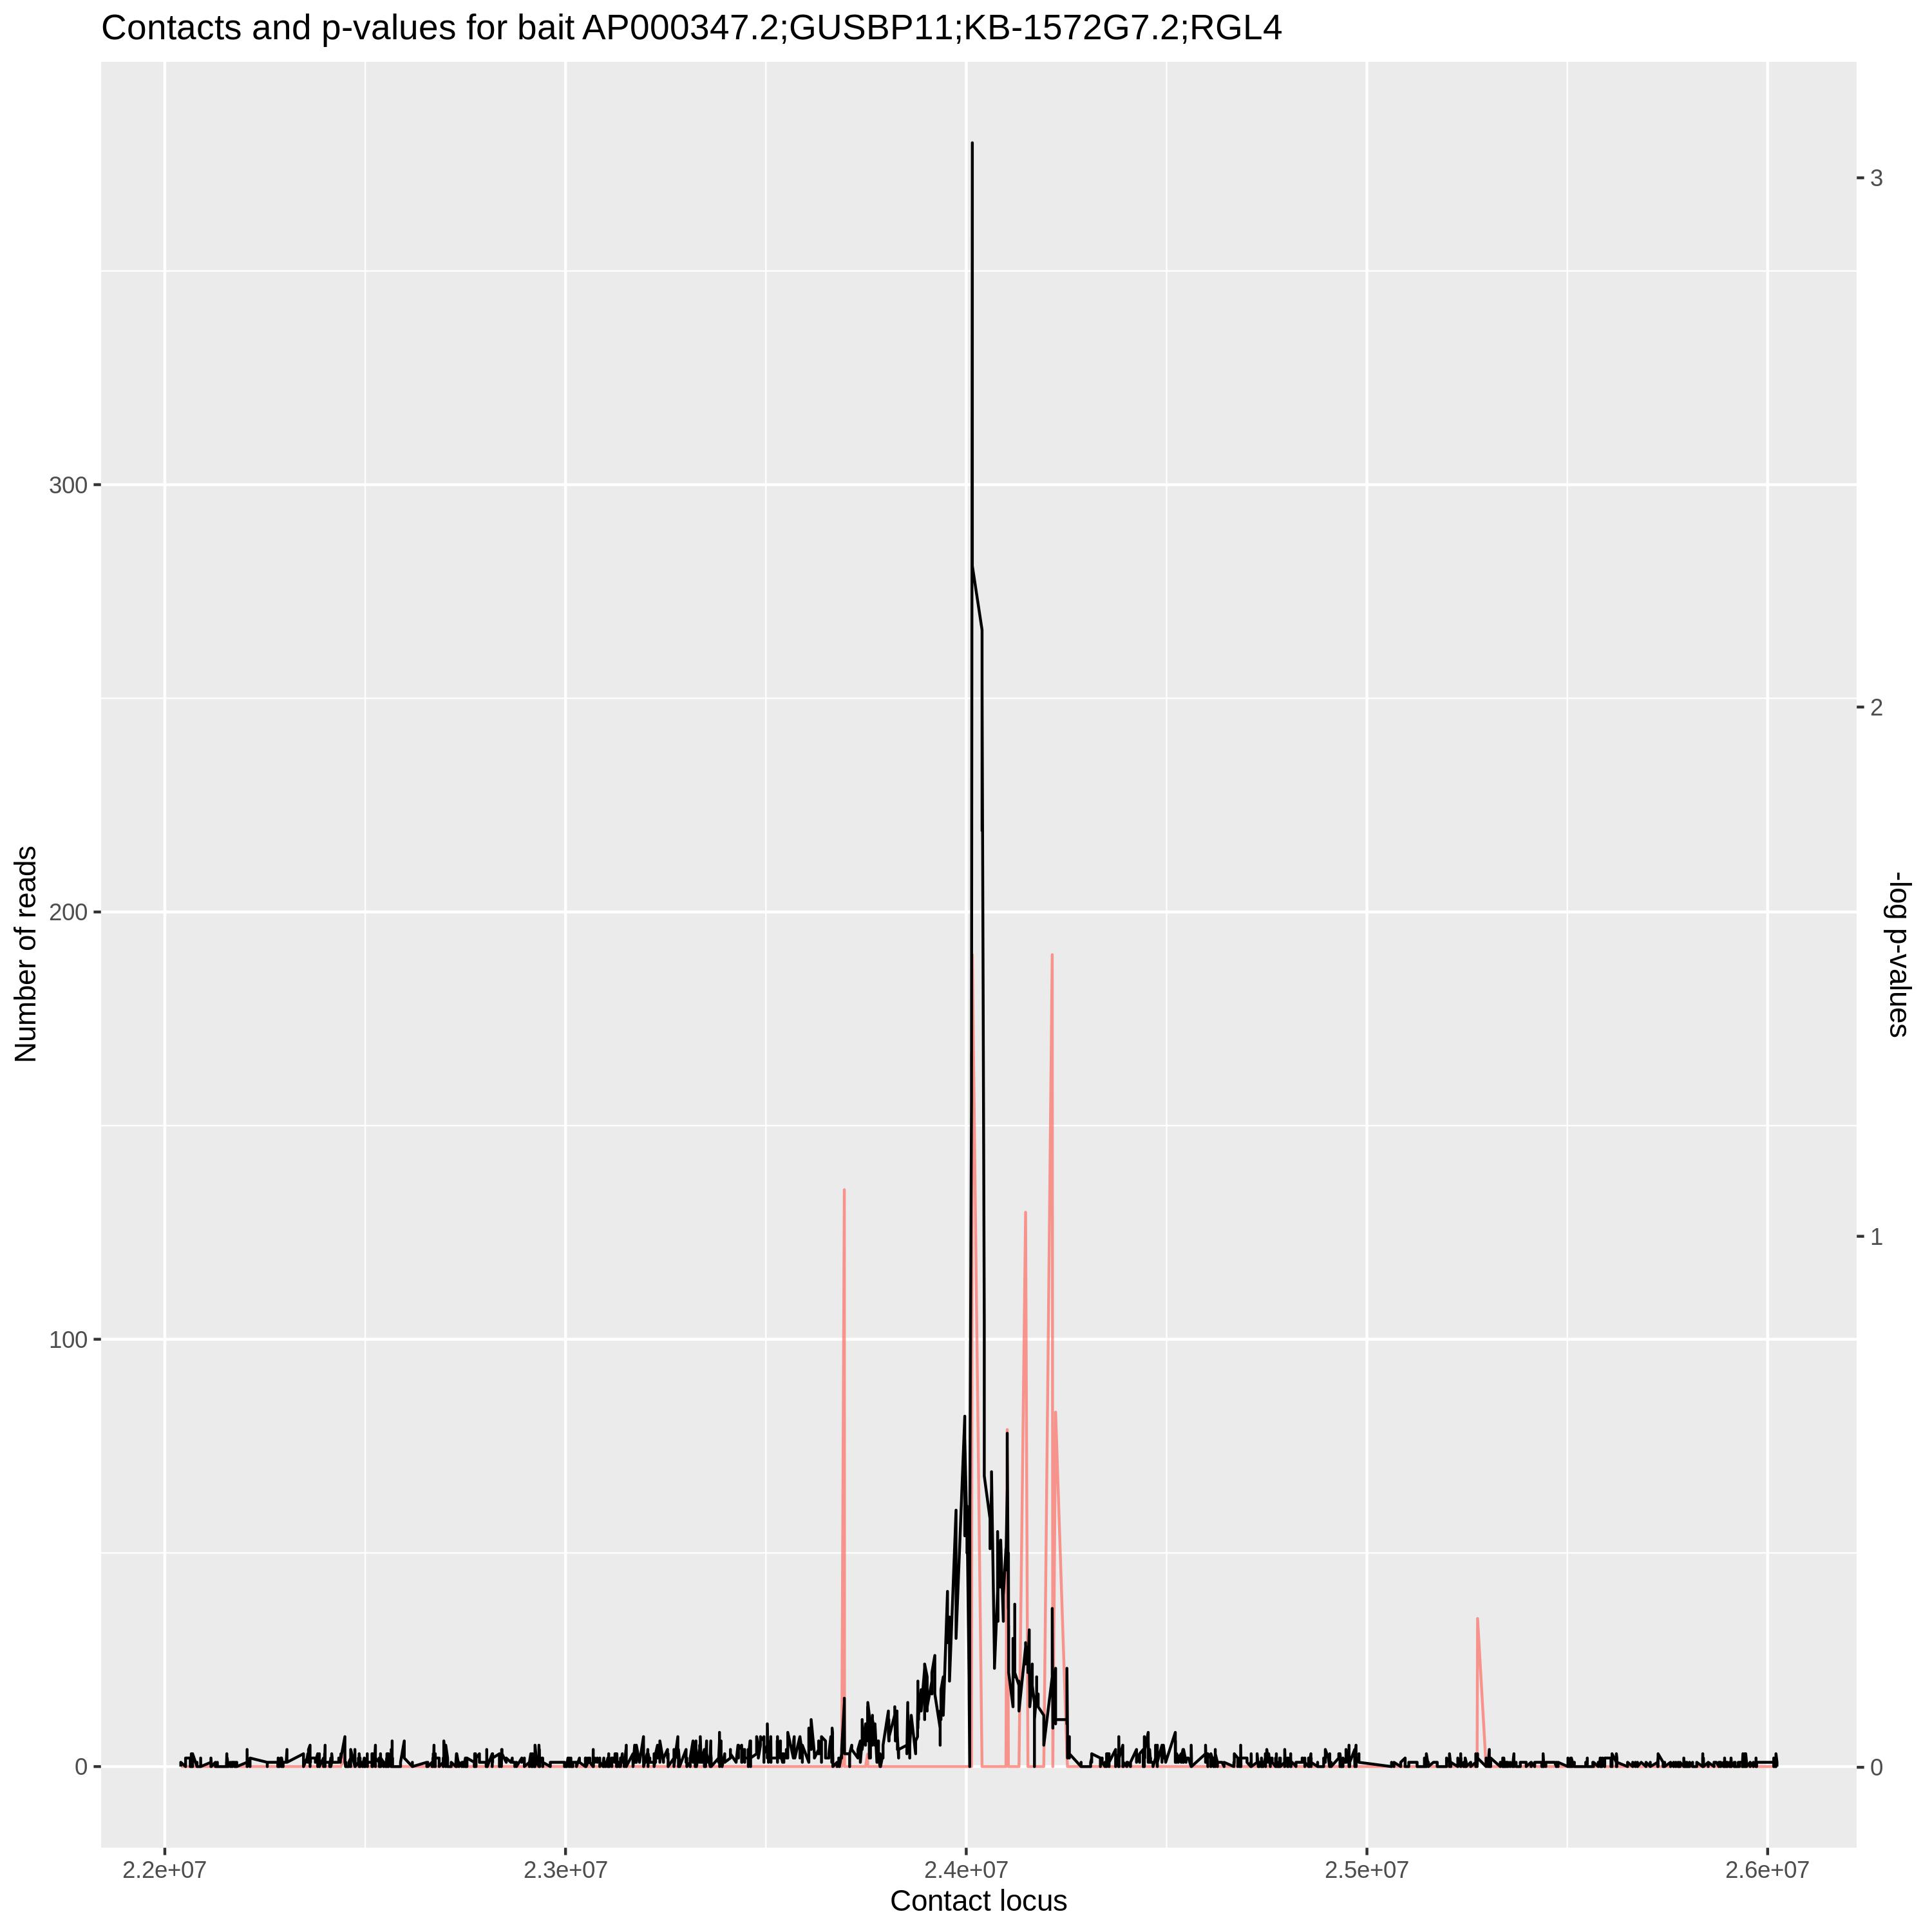 Contacts and p-values for bait AP000347.2;GUSBP11;KB-1572G7.2;RGL4
Number of reads
300
200
100
0
3
2
1
0
-log p-values
2.2e+07
2.3e+07
2.4e+07
2.5e+07
2.6e+07
Contact locus